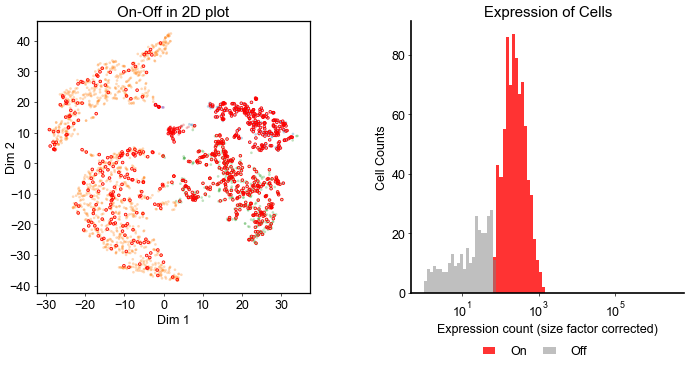 On-Off in 2D plot
40
30
20
10
0
−10
−20
−30
−40
Dim 2
−30 −20 −10 0 10 20 30
Dim 1
Expression of Cells
80
60
40
20
0
Cell Counts
10^1 10^3 10^5
Expression count (size factor corrected)
On Off